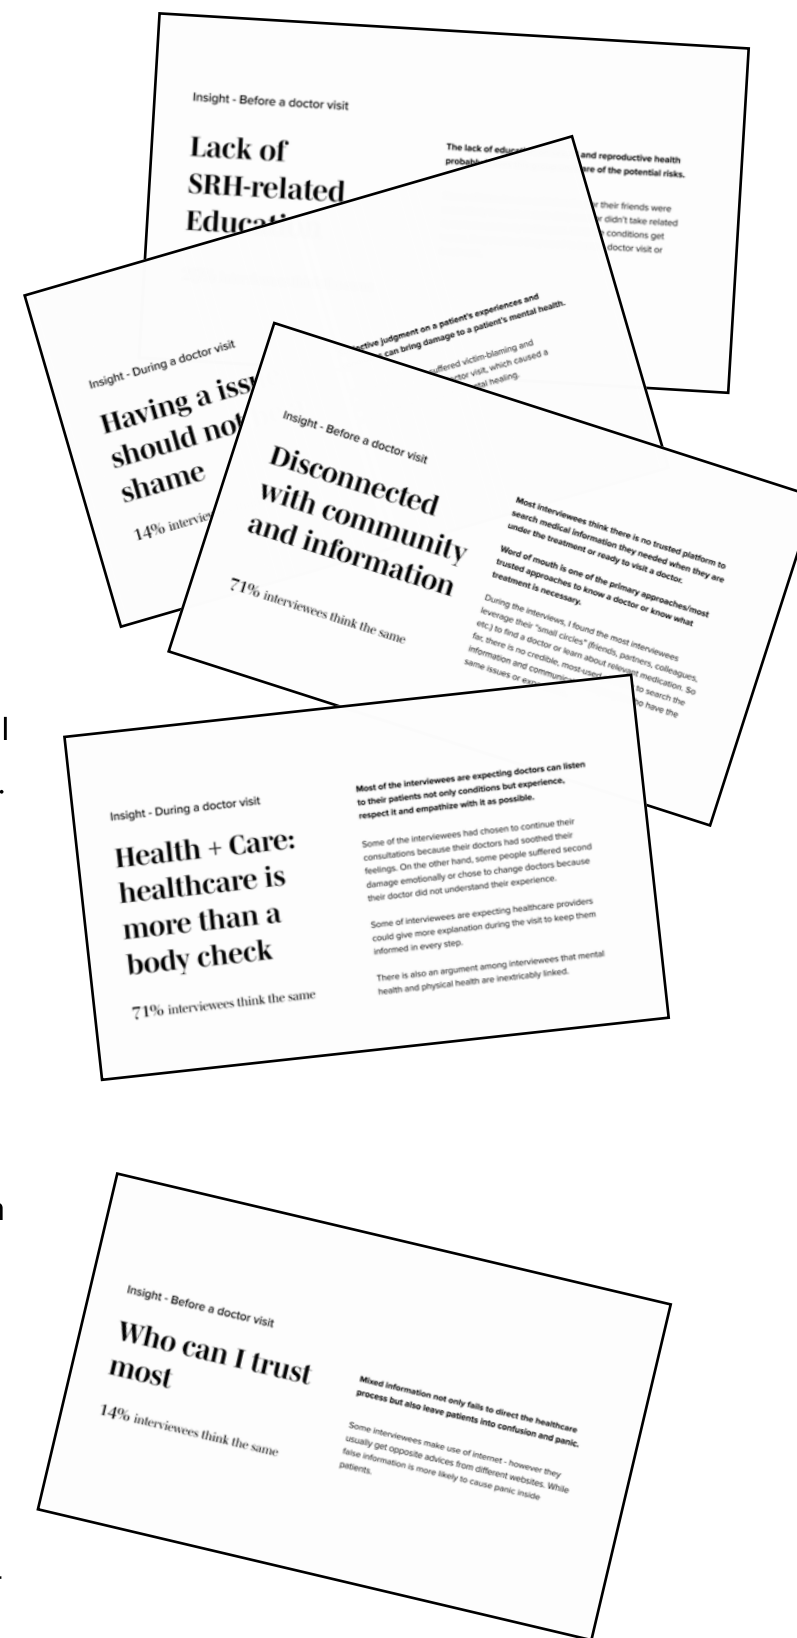 Insight - Before a doctor visit
Lack of
SRH-related
Education
The lack of and reproductive health
are of the potential risks.
their friends were
didn't take related
conditions get
doctor visit or
Insight - During a doctor visit
Having a
should not
shame
14%
judgment on a patient's experiences and
can bring damage to a patient's mental health.
suffered victim-blaming and
visit, which caused a
healing.
Insight - Before a doctor visit
Disconnected
with community
and information
71% interviewees think the same
Most interviewees think there is no trusted platform to
search medical information they needed when they are
under the treatment or ready to visit a doctor.
Word of mouth is one of the primary approaches/most
trusted approaches to know a doctor or know what
treatment is necessary.
During the interviews, I found the most interviewees
leverage their "small circles" (friends, partners, colleagues,
etc.) to find a doctor or learn about relevant medication. So
far, there is no credible, most-used to search the
information and have the
same issues or
Insight - During a doctor visit
Health + Care:
healthcare is
more than a
body check
71% interviewees think the same
Most of the interviewees are expecting doctors can listen
to their patients not only conditions but experience,
respect it and empathize with it as possible.
Some of the interviewees had chosen to continue their
consultations because their doctors had soothed their
feelings. On the other hand, some people suffered second
damage emotionally or chose to change doctors because
their doctor did not understand their experience.
Some of interviewees are expecting healthcare providers
could give more explanation during the visit to keep them
informed in every step.
There is also an argument among interviewees that mental
health and physical health are inextricably linked.
Insight - Before a doctor visit
Who can I trust
most
14% interviewees think the same
Mixed information not only fails to direct the healthcare
process but also leave patients into confusion and panic.
Some interviewees make use of internet - however they
usually get opposite advices from different websites. While
false information is more likely to cause panic inside
patients.